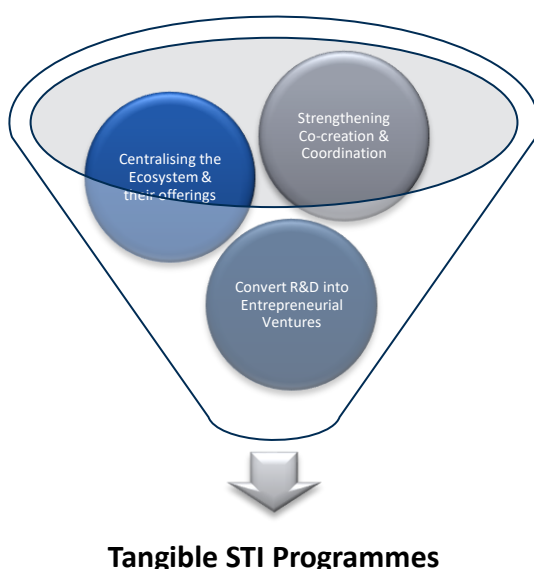 Strengthening
Co-creation &
Coordination
Centralising the
Ecosystem &
their offerings
Convert R&D into
Entrepreneurial
Ventures
Tangible STI Programmes